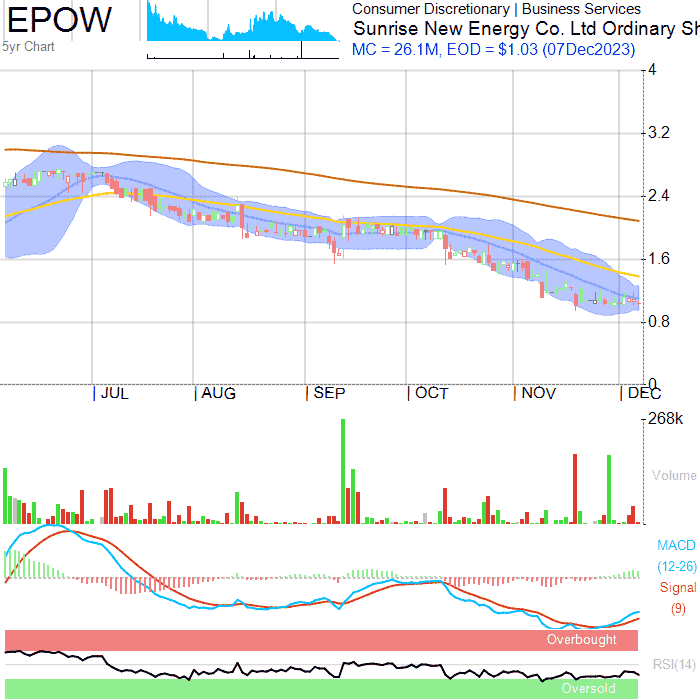 EPOW
5yr Chart
Consumer Discretionary | Business Services
Sunrise New Energy Co. Ltd Ordinary Sh
MC = 26.1M, EOD = $1.03 (07Dec2023)
4
3.2
2.4
1.6
0.8
0
JUL AUG SEP OCT NOV DEC
268k
Volume
MACD
(12-26)
Signal
(9)
Overbought
RSI(14)
Oversold